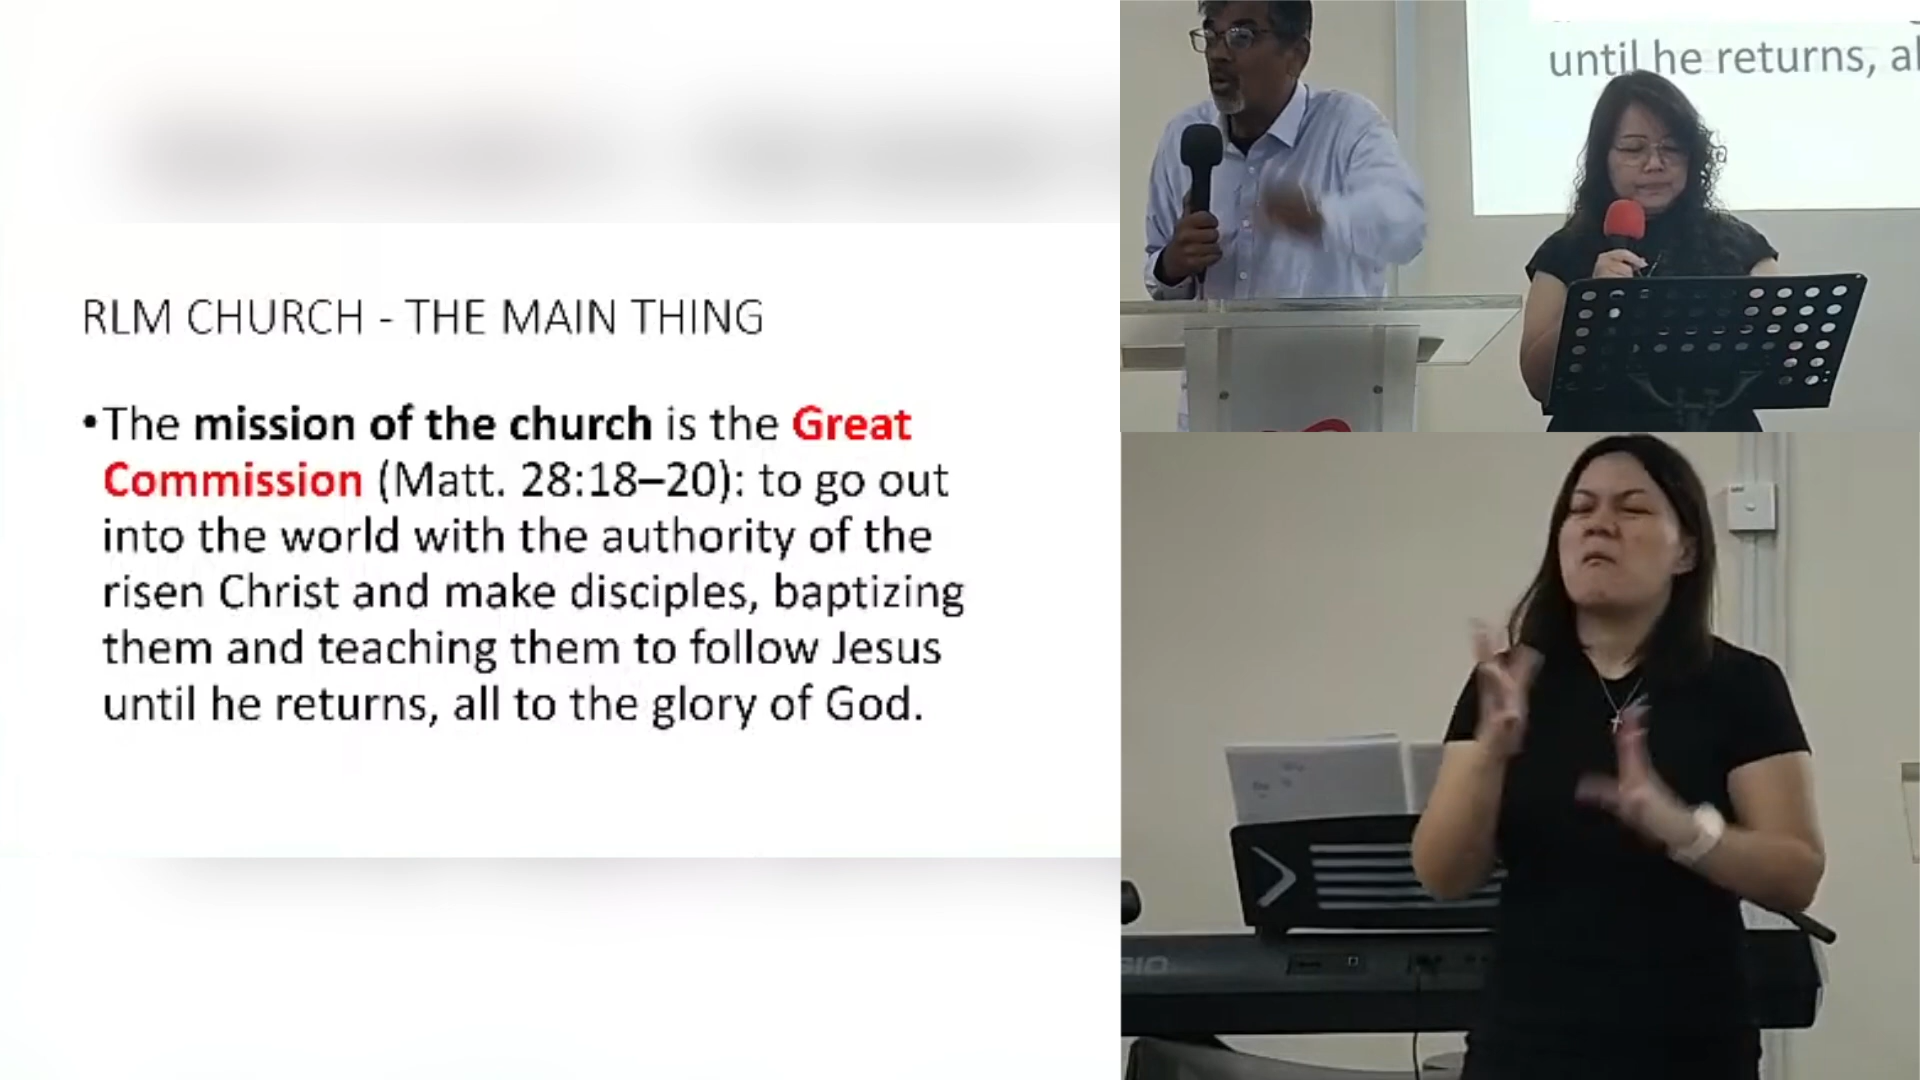 RLM CHURCH - THE MAIN THING
•The mission of the church is the Great
Commission (Matt. 28:18–20): to go out
into the world with the authority of the
risen Christ and make disciples, baptizing
them and teaching them to follow Jesus
until he returns, all to the glory of God.
until he returns, al